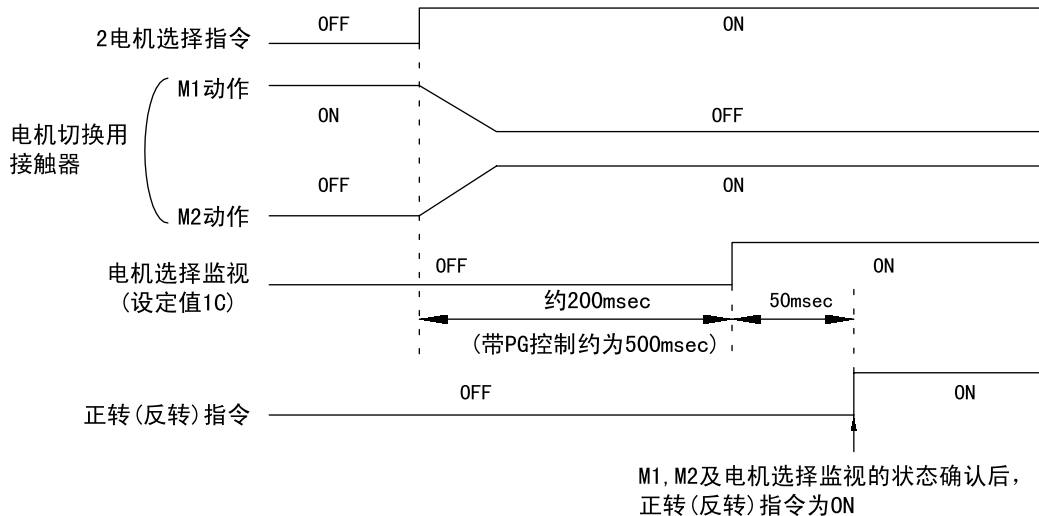 2电机选择指令
OFF
ON
电机切换用
接触器
M1动作
ON
OFF
M2动作
OFF
ON
电机选择监视
(设定值1C)
OFF
ON
约200msec
50msec
(带PG控制约为500msec)
正转(反转)指令
OFF
ON
M1,M2及电机选择监视的状态确认后，
正转(反转)指令为ON